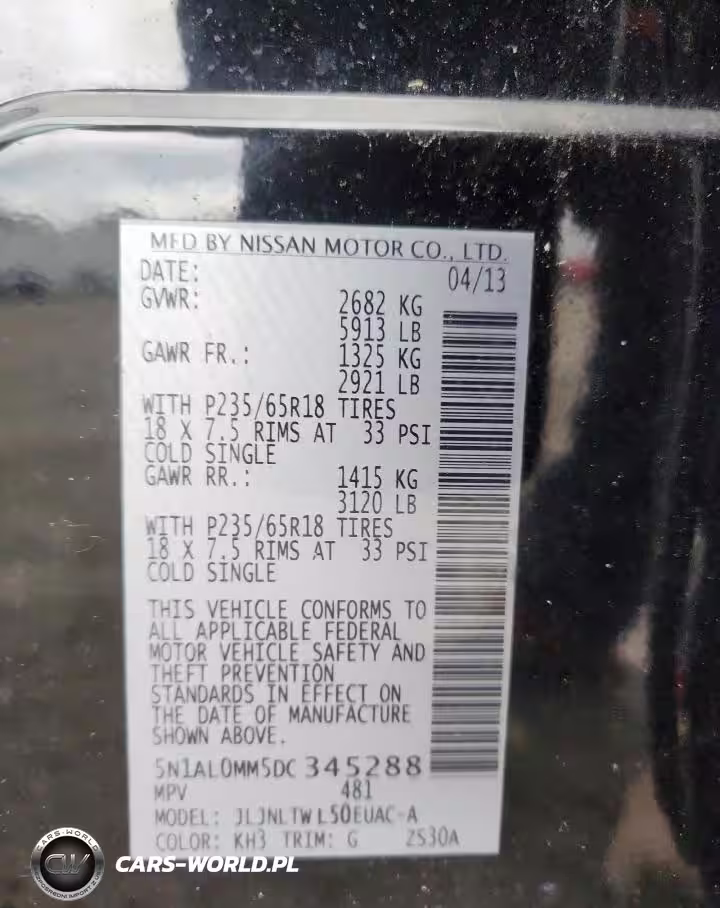 MFD BY NISSAN MOTOR CO., LTD.
DATE: 04/13
GVWR: 2682 KG
5913 LB
GAWR FR.: 1325 KG
2921 LB
WITH P235/65R18 TIRES
18 X 7.5 RIMS AT 33 PSI
COLD SINGLE
GAWR RR.: 1415 KG
3120 LB
WITH P235/65R18 TIRES
18 X 7.5 RIMS AT 33 PSI
COLD SINGLE
THIS VEHICLE CONFORMS TO
ALL APPLICABLE FEDERAL
MOTOR VEHICLE SAFETY AND
THEFT PREVENTION
STANDARDS IN EFFECT ON
THE DATE OF MANUFACTURE
SHOWN ABOVE.
5N1AL0MM5DC 345288
MPV 481
MODEL: JLJNLTWL50EUAC-A
COLOR: KH3 TRIM: G 2S30A
CARS-WORLD
CW
CARS-WORLD.PL